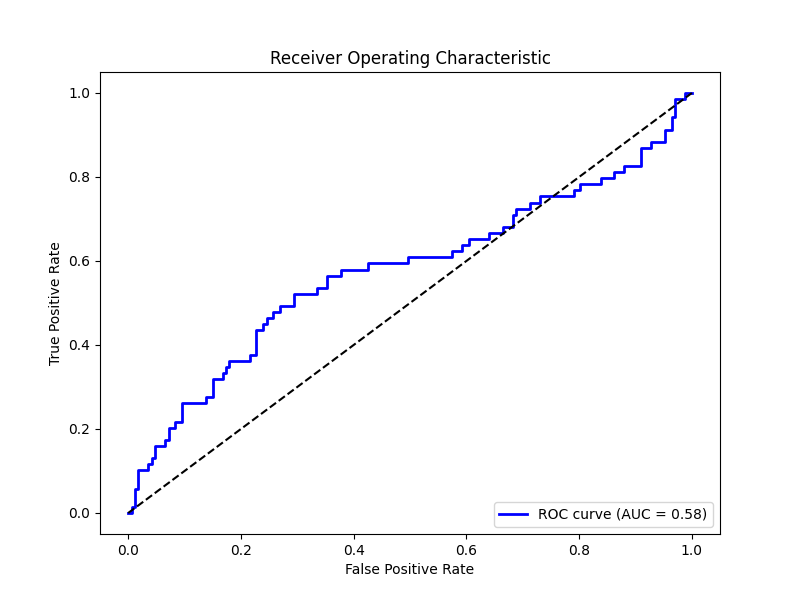 Receiver Operating Characteristic
True Positive Rate
1.0
0.8
0.6
0.4
0.2
0.0
ROC curve (AUC = 0.58)
0.0 0.2 0.4 0.6 0.8 1.0
False Positive Rate